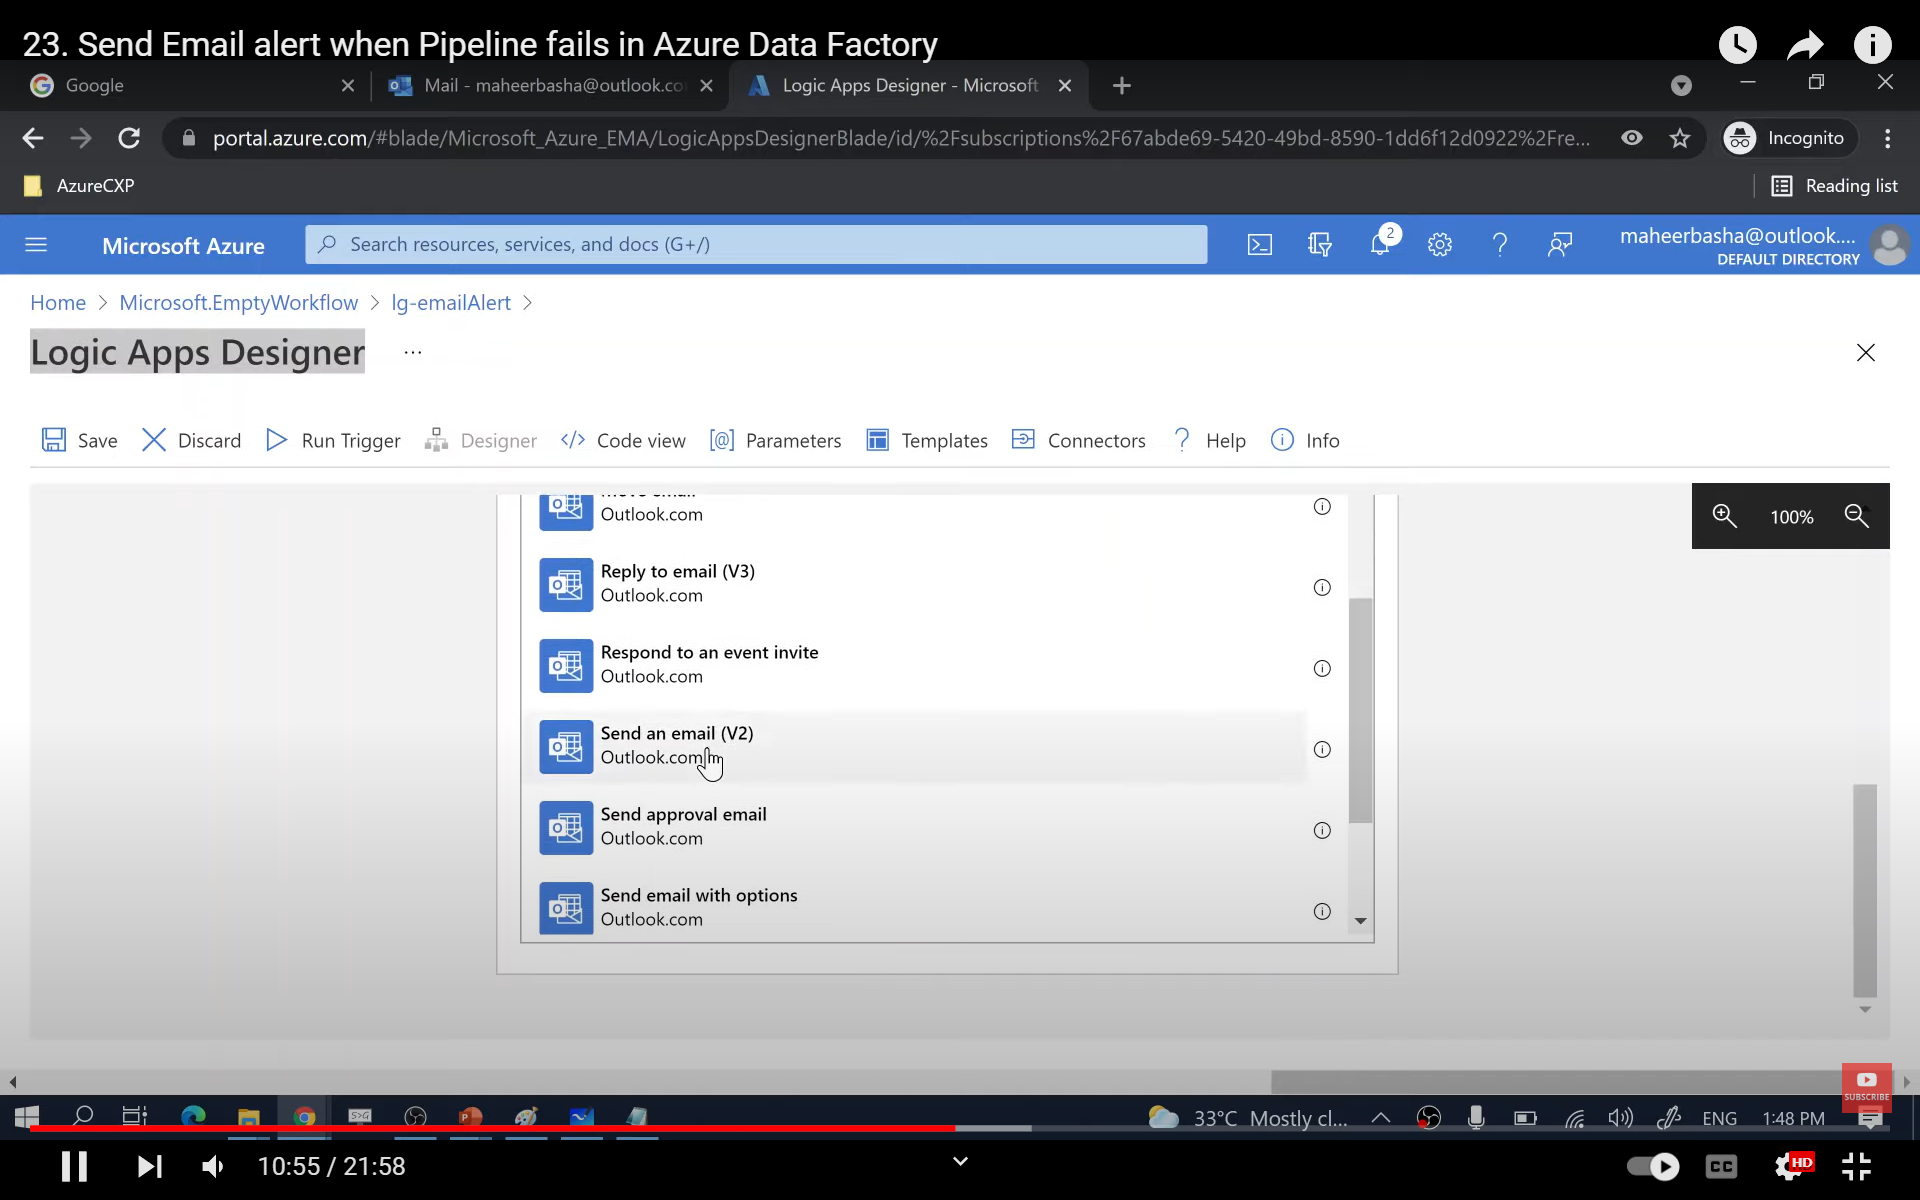 23. Send Email alert when Pipeline fails in Azure Data Factory
Google
Mail - maheerbasha@outlook.co
Logic Apps Designer - Microsoft
portal.azure.com/#blade/Microsoft_Azure_EMA/LogicAppsDesignerBlade/id/%2Fsubscriptions%2F67abde69-5420-49bd-8590-1dd6f12d0922%2Fre...
Incognito
AzureCXP
Reading list
Microsoft Azure
Search resources, services, and docs (G+/)
2
maheerbasha@outlook....
DEFAULT DIRECTORY
Home > Microsoft.EmptyWorkflow > lg-emailAlert >
Logic Apps Designer ...
Save
Discard
Run Trigger
Designer
Code view
Parameters
Templates
Connectors
Help
Info
100%
Outlook.com
Reply to email (V3)
Outlook.com
Respond to an event invite
Outlook.com
Send an email (V2)
Outlook.com
Send approval email
Outlook.com
Send email with options
Outlook.com
SUBSCRIBE
33°C Mostly cl...
ENG
1:48 PM
10:55 / 21:58
CC
HD